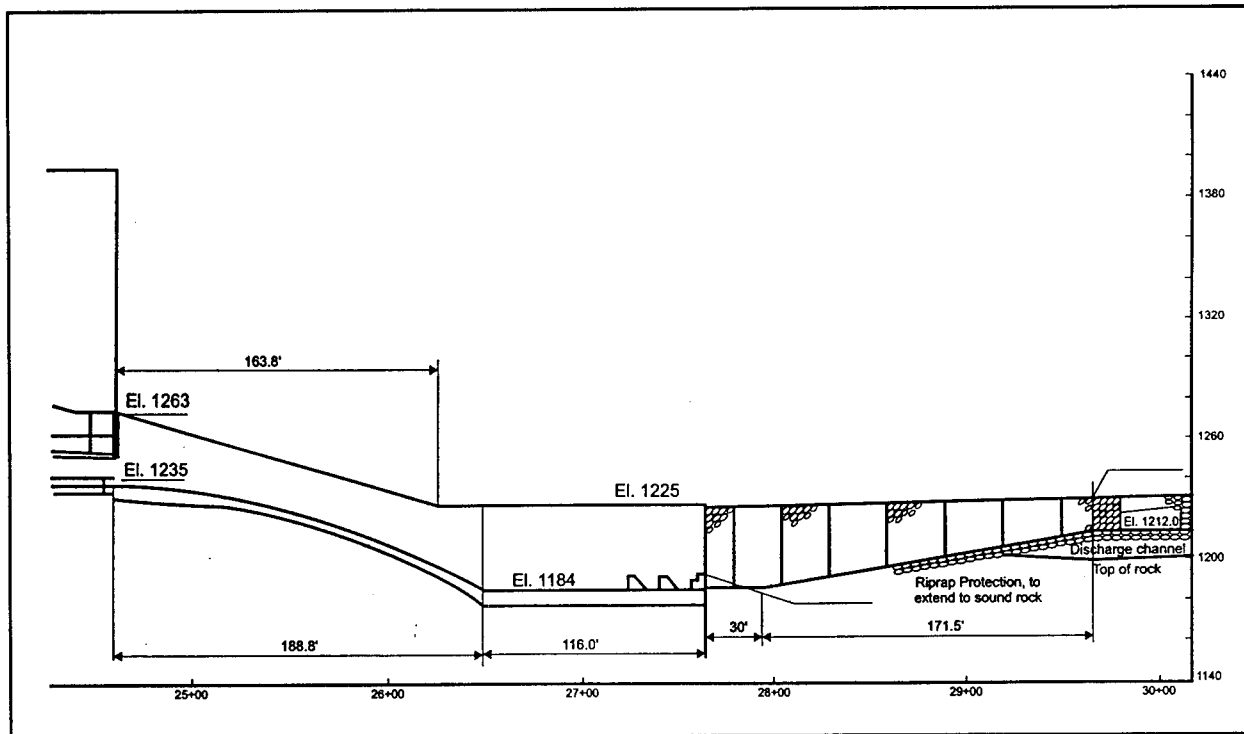 1440
1380
1320
163.8'
El. 1263
1260
El. 1235
El. 1225
El. 1212.0
Discharge channel
1200
Top of rock
El. 1184
Riprap Protection, to
extend to sound rock
30'
171.5'
188.8'
116.0'
1140
25+00
26+00
27+00
28+00
29+00
30+00